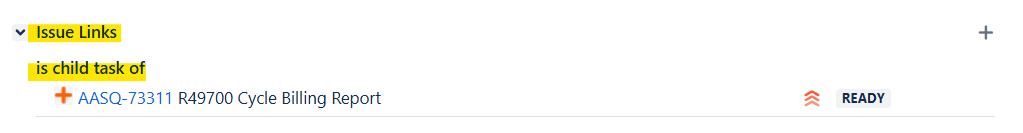 Issue Links
is child task of
AASQ-73311 R49700 Cycle Billing Report READY